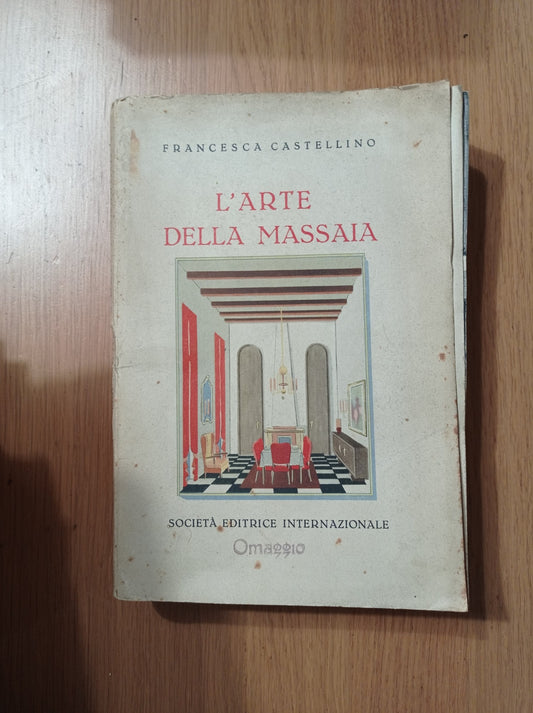 FRANCESCA CASTELLINO
L'ARTE
DELLA MASSAIA
SOCIETÀ EDITRICE INTERNAZIONALE
Omaggio